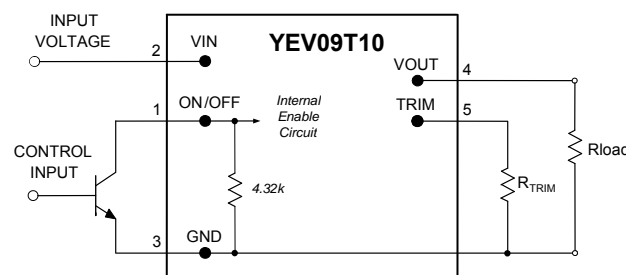 INPUT
VOLTAGE
2
VIN
YEV09T10
VOUT
4
1
ON/OFF
Internal
Enable
Circuit
TRIM
5
CONTROL
INPUT
4.32k
RTRIM
Rload
3
GND